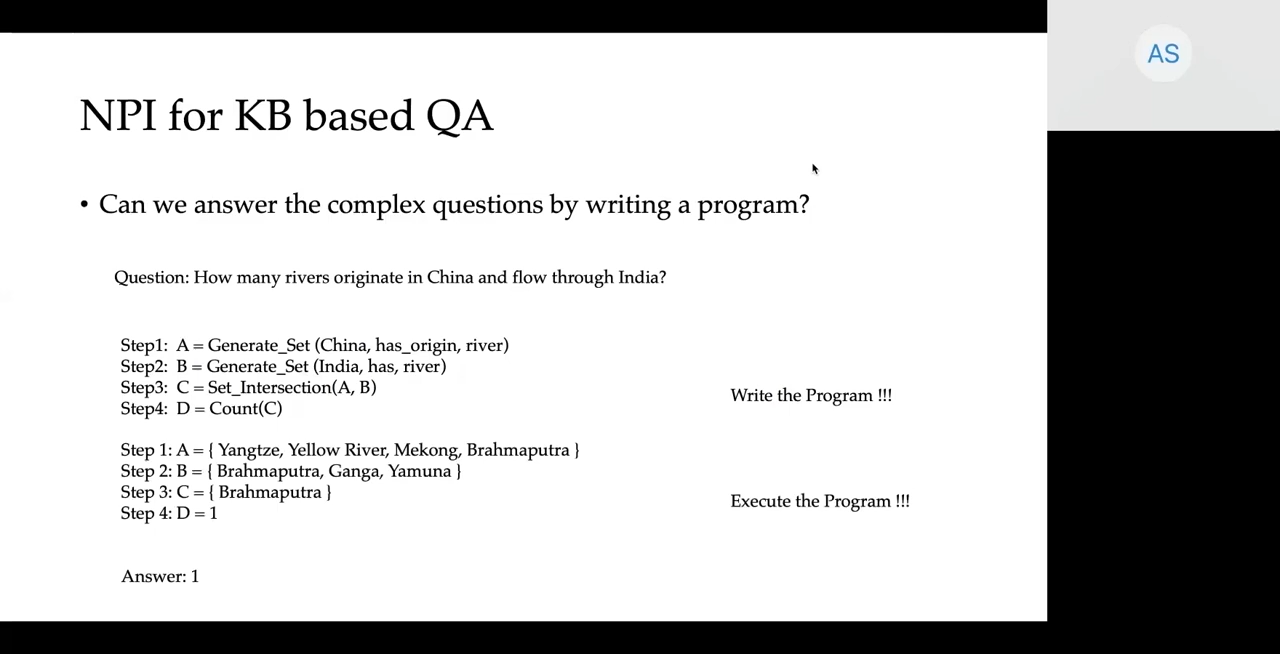 AS
NPI for KB based QA
• Can we answer the complex questions by writing a program?
Question: How many rivers originate in China and flow through India?
Step1: A = Generate_Set (China, has_origin, river)
Step2: B = Generate_Set (India, has, river)
Step3: C = Set_Intersection(A, B)
Step4: D = Count(C)
Write the Program !!!
Step 1: A = { Yangtze, Yellow River, Mekong, Brahmaputra }
Step 2: B = { Brahmaputra, Ganga, Yamuna }
Step 3: C = { Brahmaputra }
Step 4: D = 1
Execute the Program !!!
Answer: 1